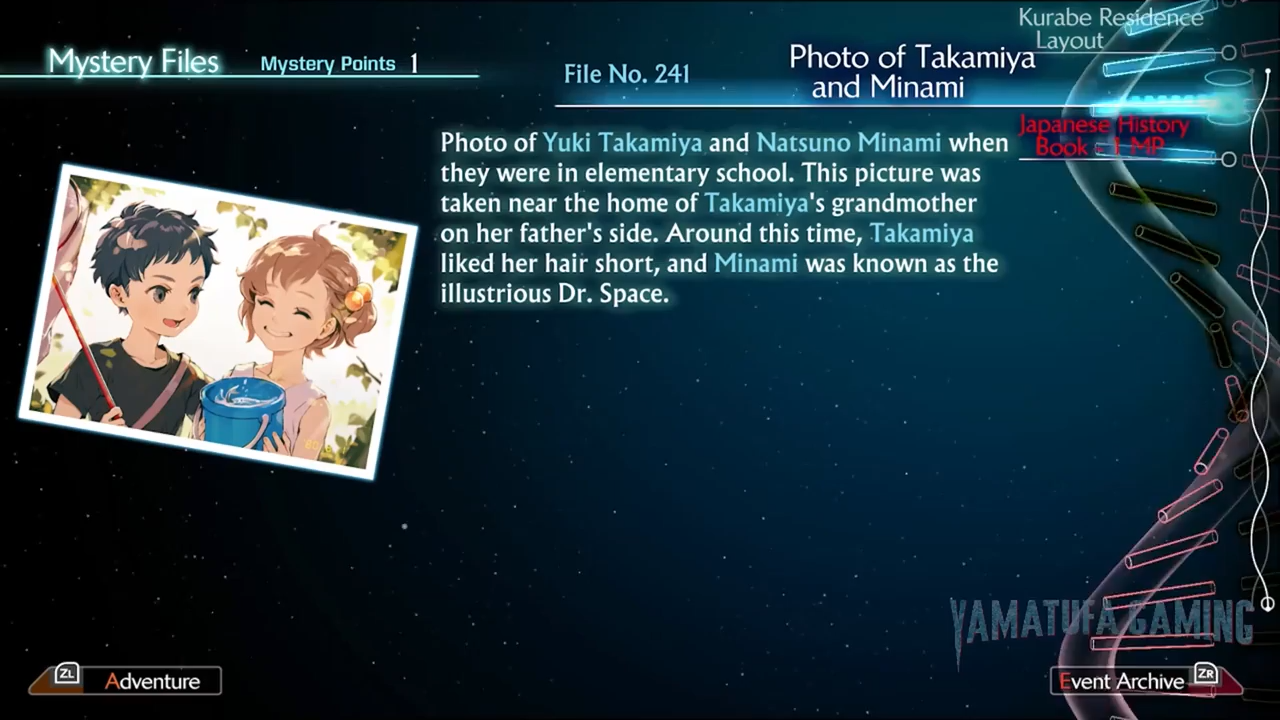 Mystery Files
Mystery Points 1
File No. 241
Photo of Takamiya
and Minami
Kurabe Residence
Layout
Japanese History
Book - 1 MP
Photo of Yuki Takamiya and Natsuno Minami when
they were in elementary school. This picture was
taken near the home of Takamiya's grandmother
on her father's side. Around this time, Takamiya
liked her hair short, and Minami was known as the
illustrious Dr. Space.
YAMATUFA GAMING
ZL Adventure
Event Archive ZR